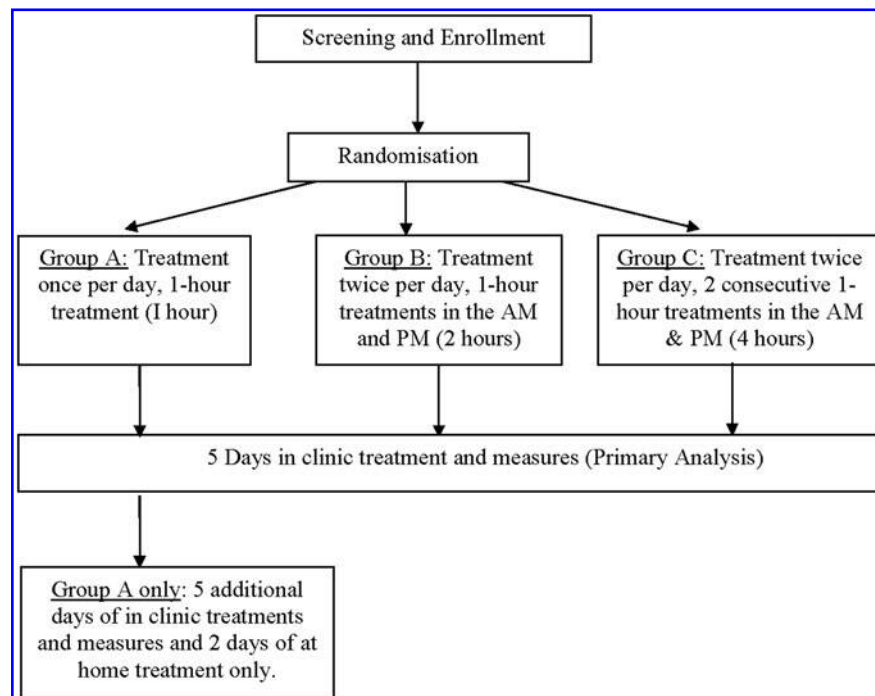 Screening and Enrollment
Randomisation
Group A: Treatment
once per day, 1-hour
treatment (I hour)
Group B: Treatment
twice per day, 1-hour
treatments in the AM
and PM (2 hours)
Group C: Treatment twice
per day, 2 consecutive 1-
hour treatments in the AM
& PM (4 hours)
5 Days in clinic treatment and measures (Primary Analysis)
Group A only: 5 additional
days of in clinic treatments
and measures and 2 days of at
home treatment only.